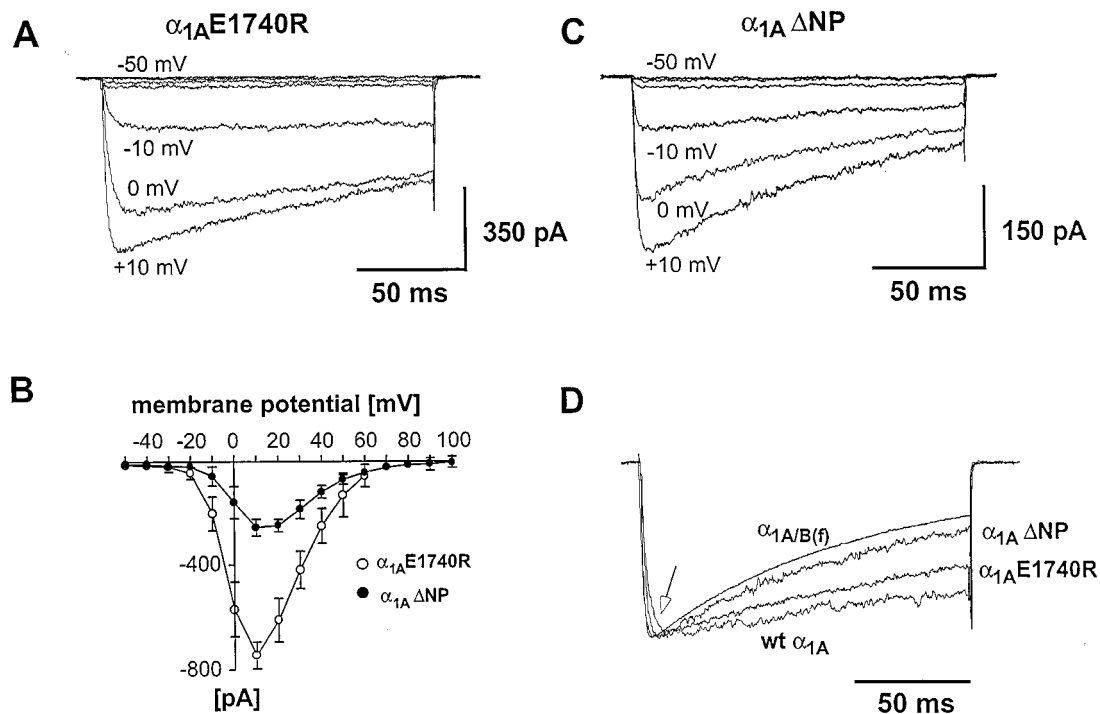 A
α1AE1740R
-50 mV
-10 mV
0 mV
+10 mV
350 pA
50 ms
C
α1A ΔNP
-50 mV
-10 mV
0 mV
+10 mV
150 pA
50 ms
B
membrane potential [mV]
-40 0 20 40 60 80 100
-400
-800
[pA]
α1AE1740R
α1A ΔNP
D
α1A/B(f)
α1A ΔNP
α1AE1740R
wt α1A
50 ms